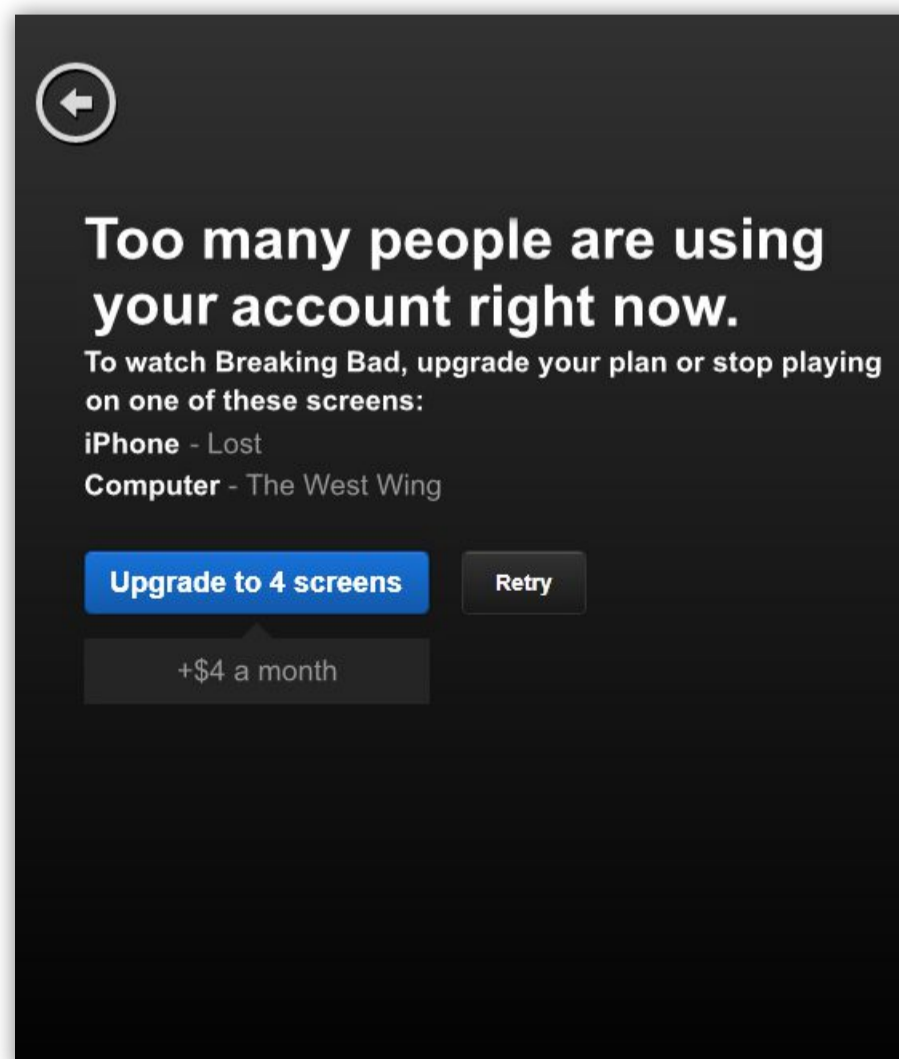 Too many people are using
your account right now.
To watch Breaking Bad, upgrade your plan or stop playing
on one of these screens:
iPhone - Lost
Computer - The West Wing
Upgrade to 4 screens
Retry
+$4 a month